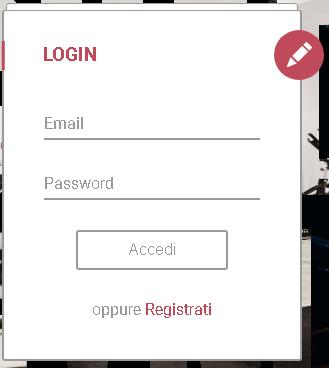 LOGIN
Email
Password
Accedi
oppure Registrati